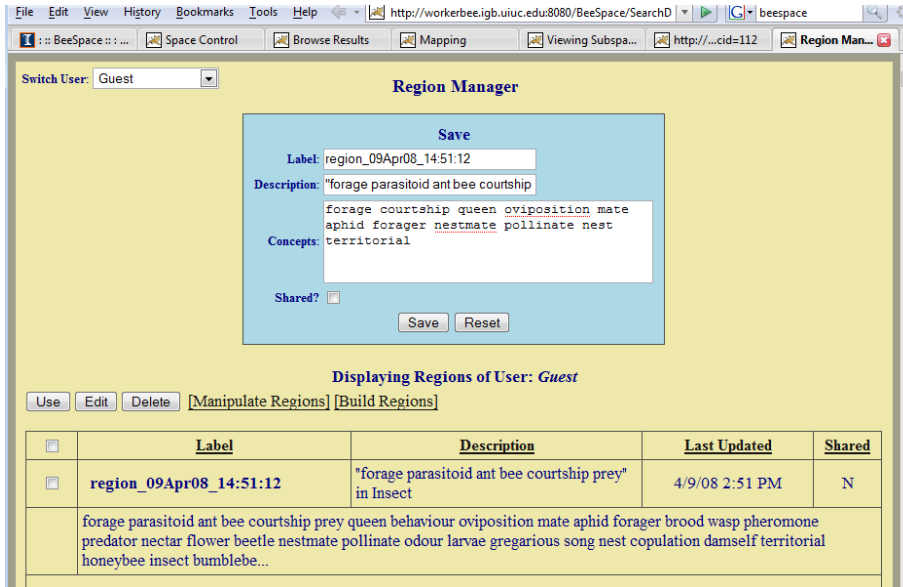 File Edit View History Bookmarks Tools Help http://workerbee.igb.uiuc.edu:8080/BeeSpace/SearchD G beespace
I : :: BeeSpace :: : ... Space Control Browse Results Mapping Viewing Subspa... http://...cid=112 Region Man...
Switch User: Guest
Region Manager
Save
Label: region_09Apr08_14:51:12
Description: "forage parasitoid ant bee courtship
forage courtship queen oviposition mate
aphid forager nestmate pollinate nest
Concepts: territorial
Shared?
Save Reset
Displaying Regions of User: Guest
Use Edit Delete [Manipulate Regions] [Build Regions]
Label Description Last Updated Shared
region_09Apr08_14:51:12 "forage parasitoid ant bee courtship prey" in Insect 4/9/08 2:51 PM N
forage parasitoid ant bee courtship prey queen behaviour oviposition mate aphid forager brood wasp pheromone
predator nectar flower beetle nestmate pollinate odour larvae gregarious song nest copulation damself territorial
honeybee insect bumblebe...